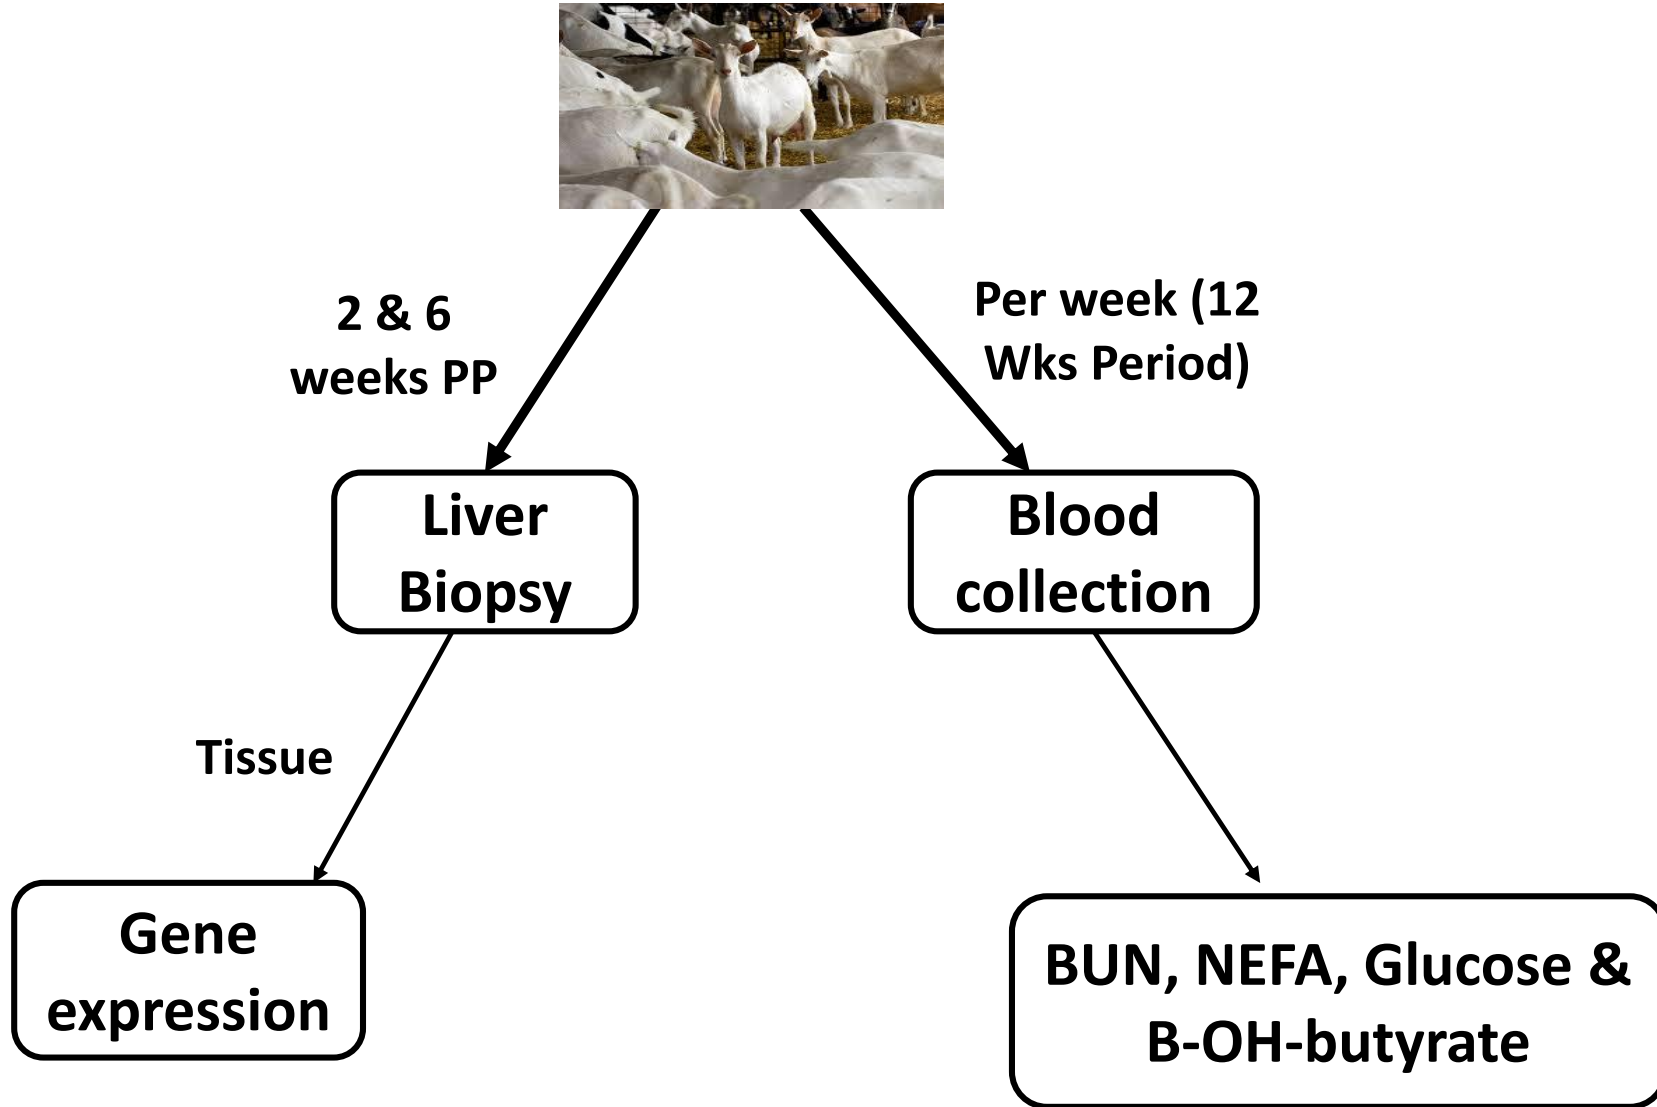 2 & 6
weeks PP
Per week (12
Wks Period)
Liver
Biopsy
Blood
collection
Tissue
Gene
expression
BUN, NEFA, Glucose &
B-OH-butyrate